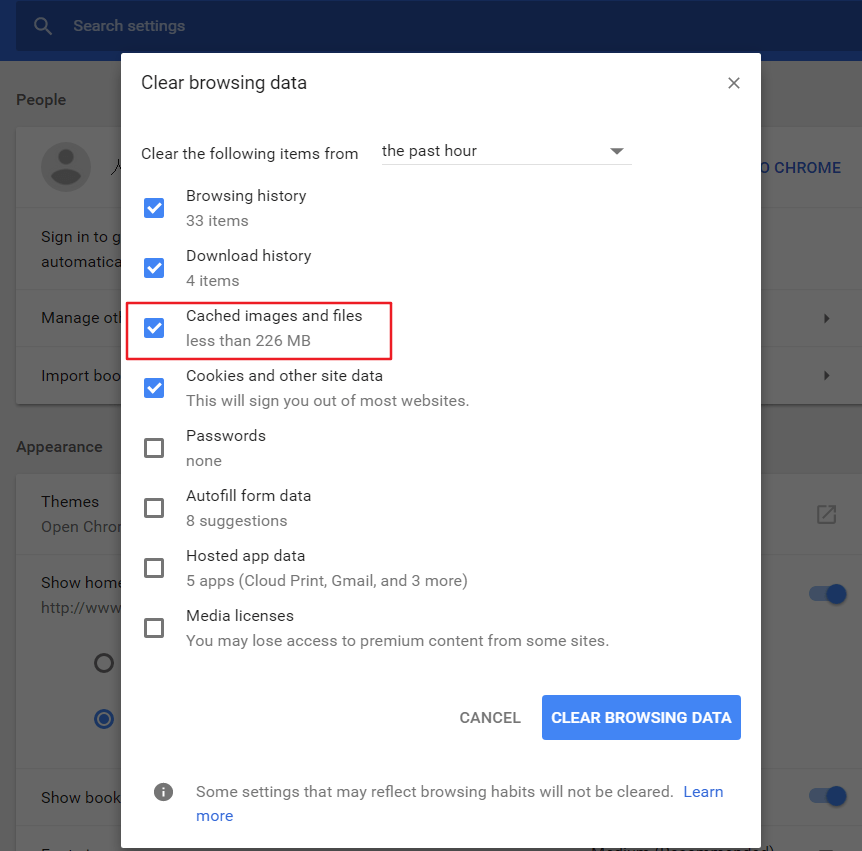 Search settings
People
Clear browsing data
Clear the following items from the past hour
O CHROME
Browsing history
33 items
Sign in to g
automatica
Download history
4 items
Manage oth
Cached images and files
less than 226 MB
Import boo
Cookies and other site data
This will sign you out of most websites.
Appearance
Passwords
none
Themes
Open Chror
Autofill form data
8 suggestions
Show home
http://www
Hosted app data
5 apps (Cloud Print, Gmail, and 3 more)
Media licenses
You may lose access to premium content from some sites.
CANCEL CLEAR BROWSING DATA
Show book
Some settings that may reflect browsing habits will not be cleared. Learn
more